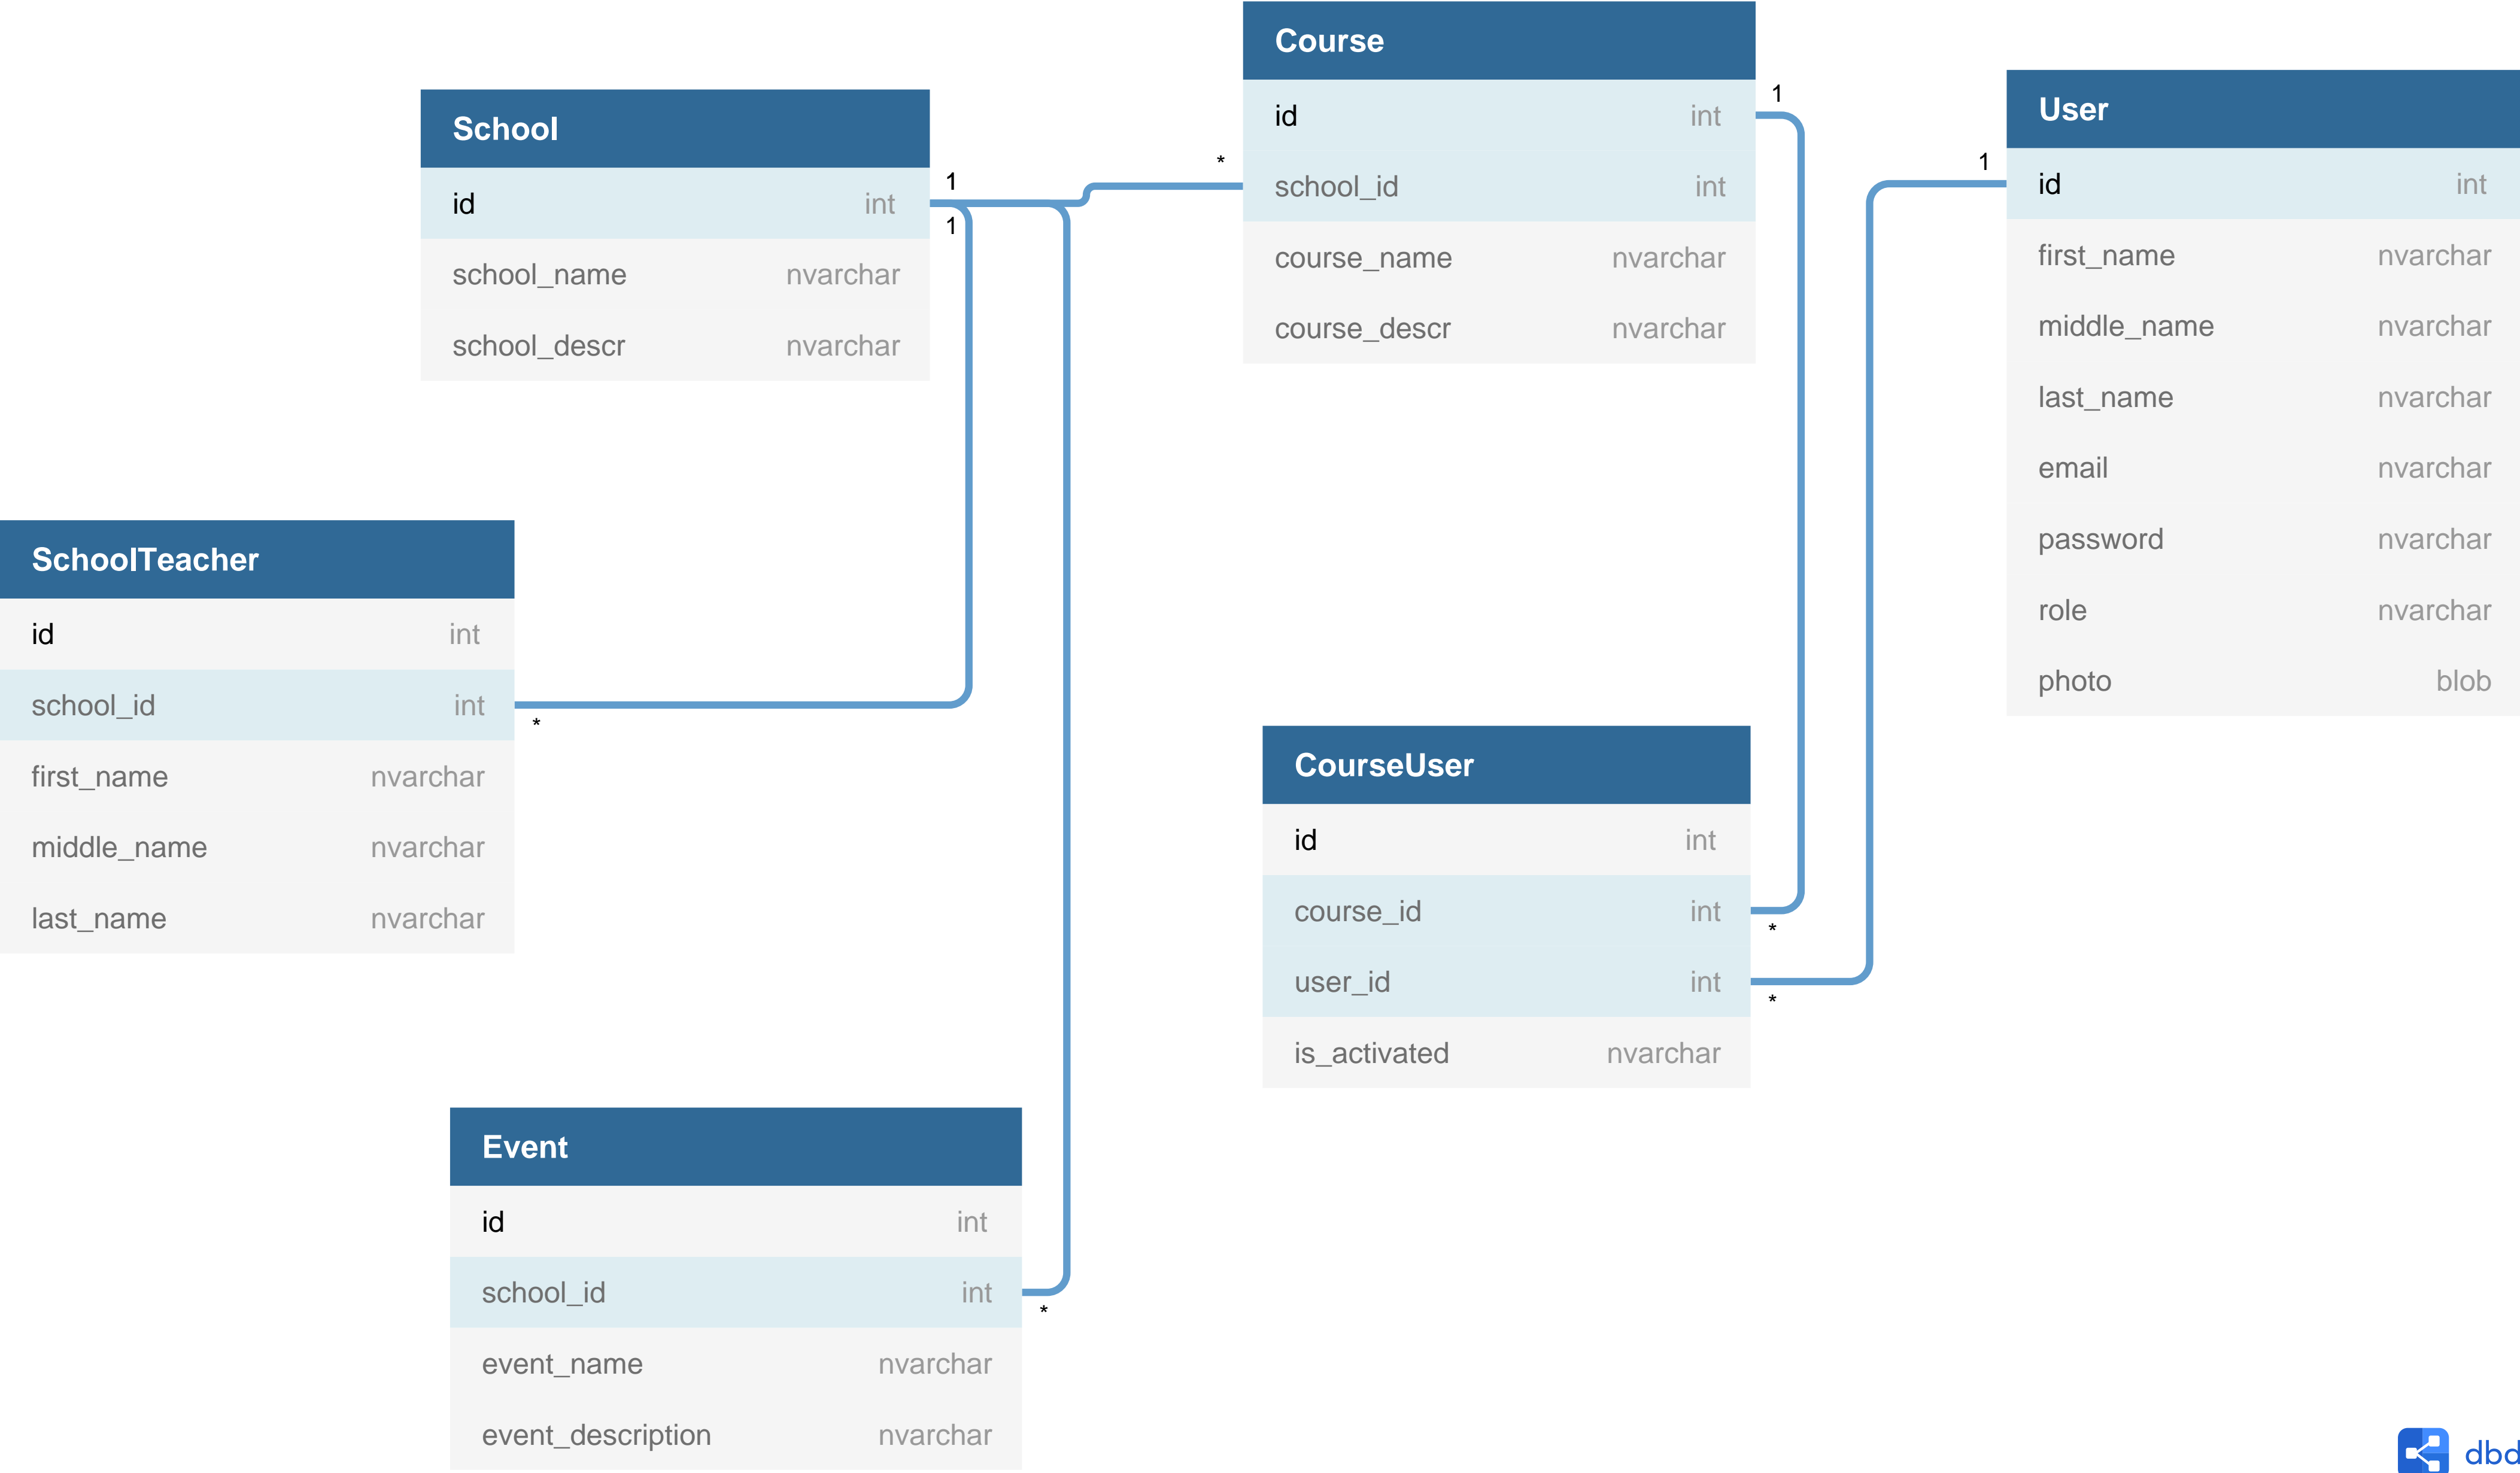 School
id int
school_name nvarchar
school_descr nvarchar
1
1
*
Course
id int
school_id int
course_name nvarchar
course_descr nvarchar
1
1
User
id int
first_name nvarchar
middle_name nvarchar
last_name nvarchar
email nvarchar
password nvarchar
role nvarchar
photo blob
SchoolTeacher
id int
school_id int
first_name nvarchar
middle_name nvarchar
last_name nvarchar
*
CourseUser
id int
course_id int
user_id int
is_activated nvarchar
*
*
Event
id int
school_id int
event_name nvarchar
event_description nvarchar
*
dbd